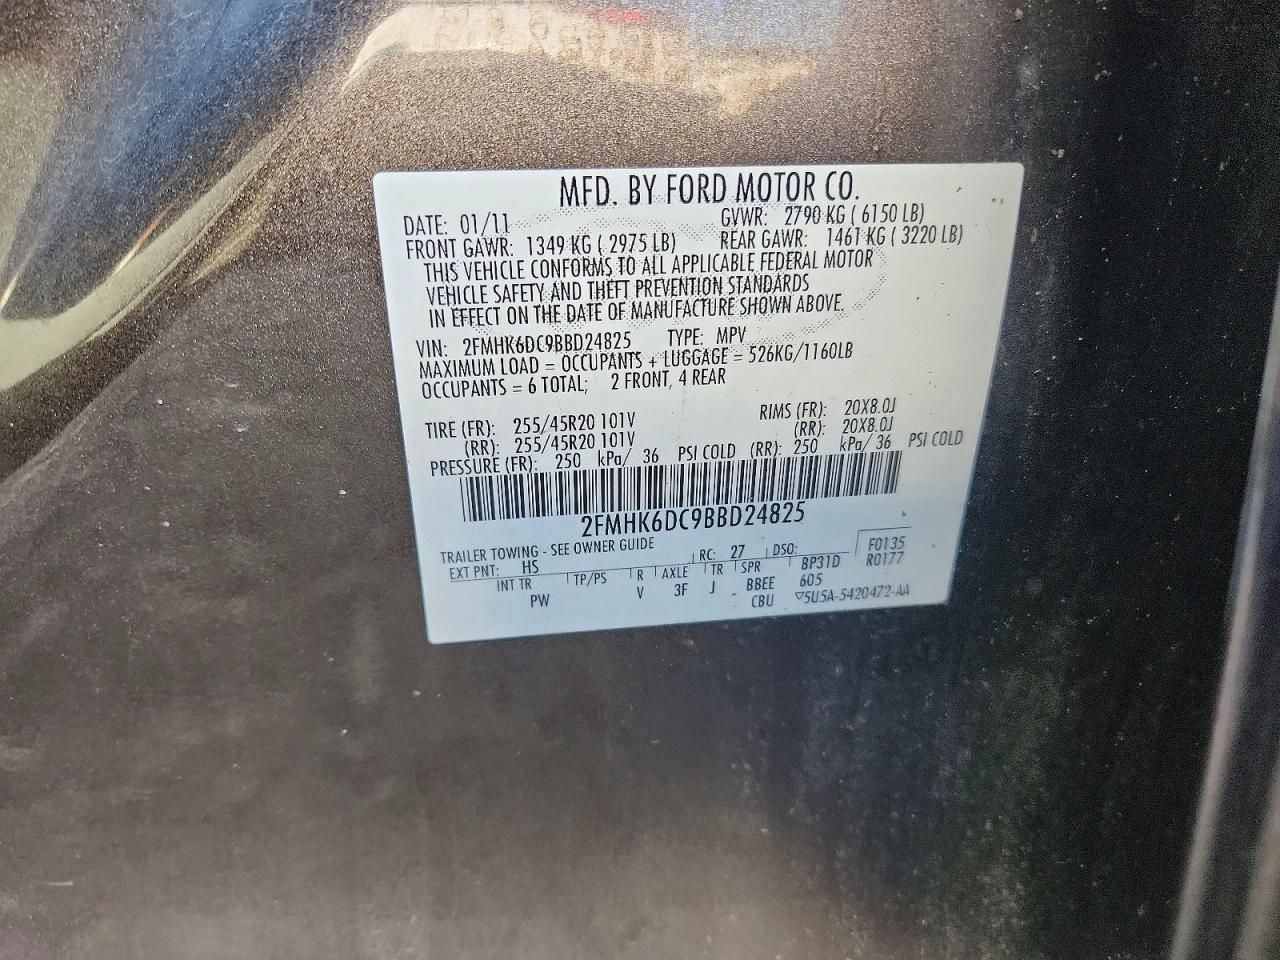 MFD. BY FORD MOTOR CO.
DATE: 01/11 GVWR: 2790 KG ( 6150 LB)
FRONT GAWR: 1349 KG ( 2975 LB) REAR GAWR: 1461 KG ( 3220 LB)
THIS VEHICLE CONFORMS TO ALL APPLICABLE FEDERAL MOTOR
VEHICLE SAFETY AND THEFT PREVENTION STANDARDS
IN EFFECT ON THE DATE OF MANUFACTURE SHOWN ABOVE.
VIN: 2FMHK6DC9BBD24825 TYPE: MPV
MAXIMUM LOAD = OCCUPANTS + LUGGAGE = 526KG/1160LB
OCCUPANTS = 6 TOTAL; 2 FRONT, 4 REAR
TIRE (FR): 255/45R20 101V RIMS (FR): 20X8.0J
(RR): 255/45R20 101V (RR): 20X8.0J
PRESSURE (FR): 250 kPa/ 36 PSI COLD (RR): 250 kPa/ 36 PSI COLD
2FMHK6DC9BBD24825
TRAILER TOWING - SEE OWNER GUIDE
EXT PNT: HS RC: 27 DSO: F0135
INT TR TP/PS R AXLE TR SPR BP31D R0177
PW V 3F J BBEE 605
CBU ▽5U5A-5420472-AA